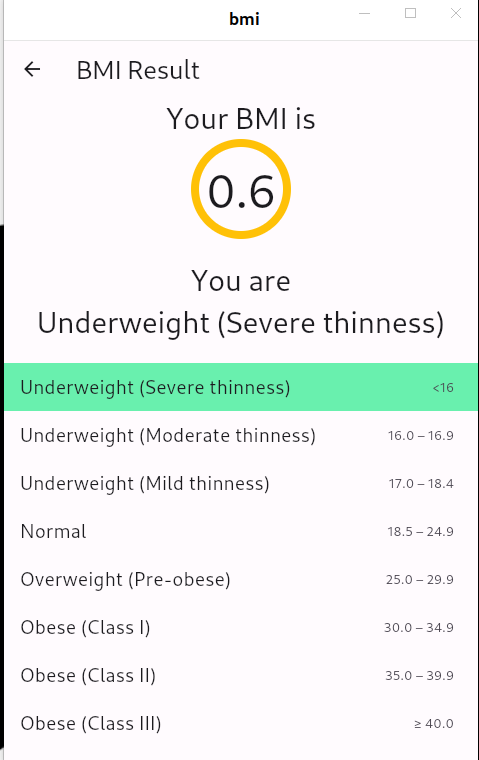 bmi
BMI Result
Your BMI is
0.6
You are
Underweight (Severe thinness)
Underweight (Severe thinness) <16
Underweight (Moderate thinness) 16.0 – 16.9
Underweight (Mild thinness) 17.0 – 18.4
Normal 18.5 – 24.9
Overweight (Pre-obese) 25.0 – 29.9
Obese (Class I) 30.0 – 34.9
Obese (Class II) 35.0 – 39.9
Obese (Class III) ≥ 40.0